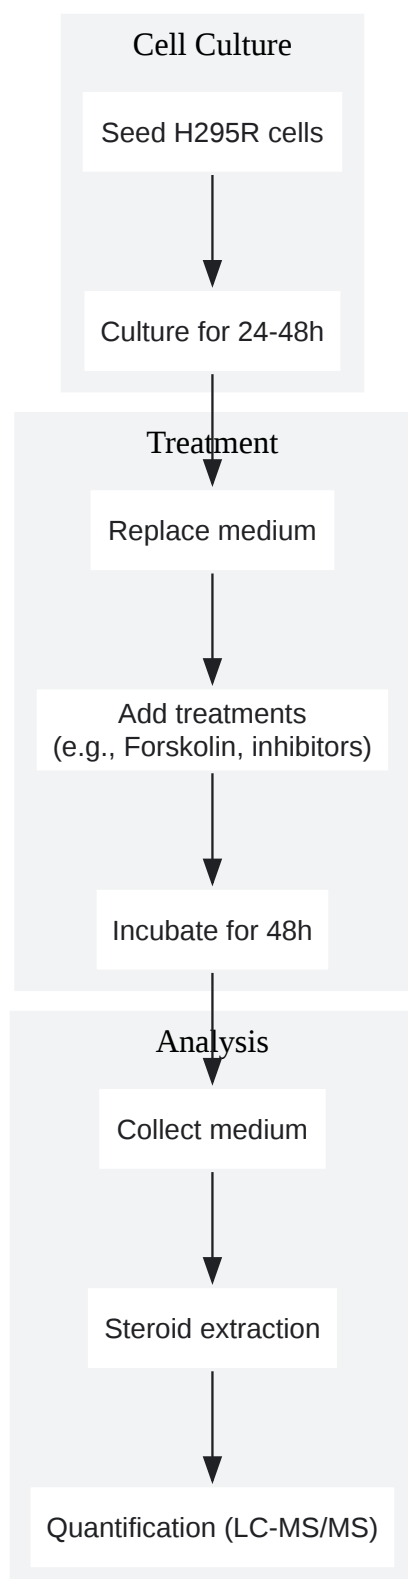 Cell Culture
Seed H295R cells
Culture for 24-48h
Treatment
Replace medium
Add treatments
(e.g., Forskolin, inhibitors)
Incubate for 48h
Analysis
Collect medium
Steroid extraction
Quantification (LC-MS/MS)